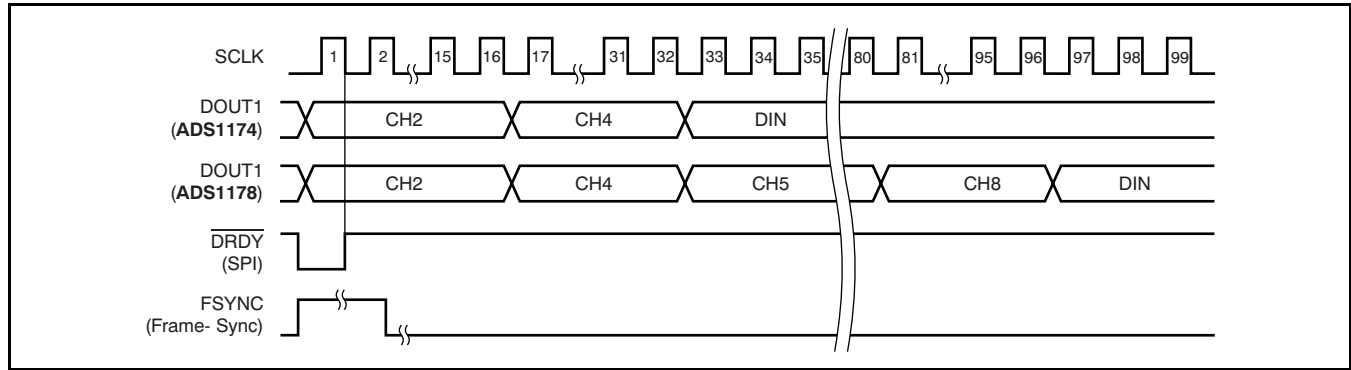 SCLK
1 2 15 16 17 31 32 33 34 35 80 81 95 96 97 98 99
DOUT1
(ADS1174)
CH2 CH4 DIN
DOUT1
(ADS1178)
CH2 CH4 CH5 CH8 DIN
DRDY
(SPI)
FSYNC
(Frame- Sync)